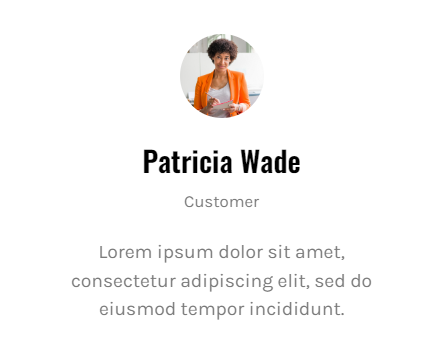 Patricia Wade
Customer
Lorem ipsum dolor sit amet,
consectetur adipiscing elit, sed do
eiusmod tempor incididunt.